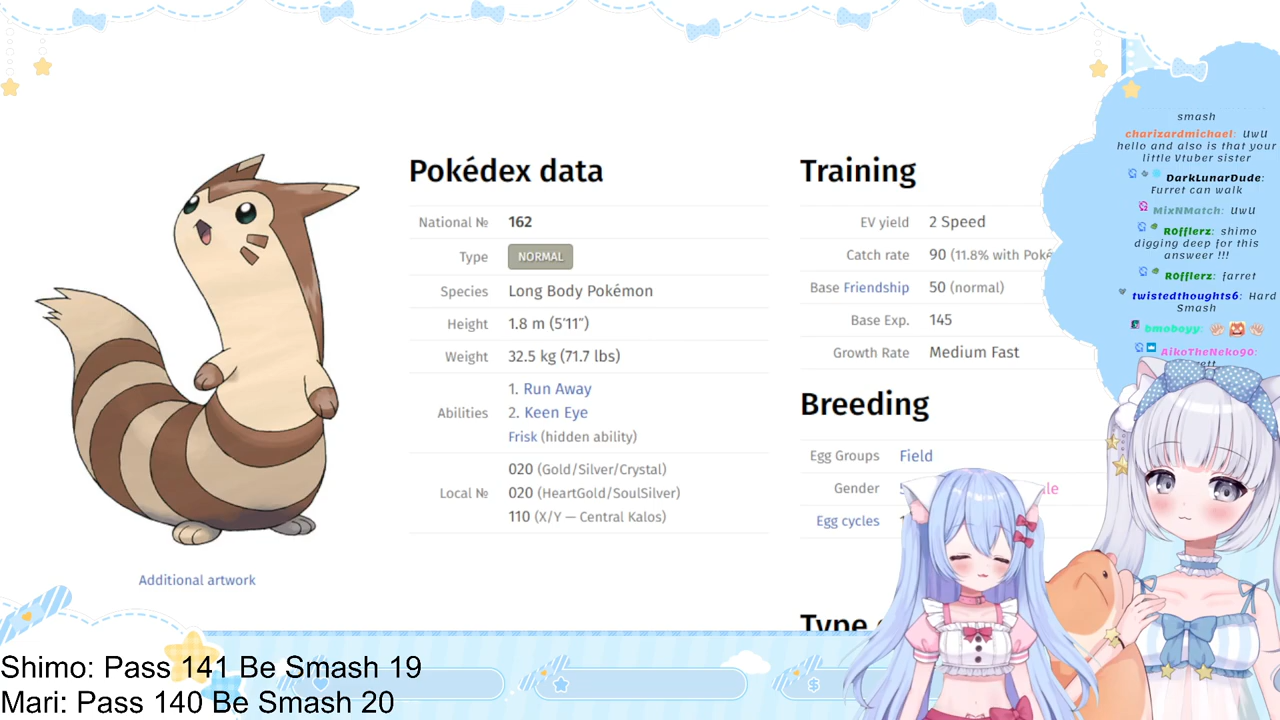 Pokédex data
National № 162
Type NORMAL
Species Long Body Pokémon
Height 1.8 m (5′11″)
Weight 32.5 kg (71.7 lbs)
Abilities
1. Run Away
2. Keen Eye
Frisk (hidden ability)
Local №
020 (Gold/Silver/Crystal)
020 (HeartGold/SoulSilver)
110 (X/Y — Central Kalos)
Additional artwork
Training
EV yield 2 Speed
Catch rate 90 (11.8% with Poké
Base Friendship 50 (normal)
Base Exp. 145
Growth Rate Medium Fast
Breeding
Egg Groups Field
Gender
Egg cycles
Type
smash
charizardmichael: UwU
hello and also is that your
little Vtuber sister
DarkLunarDude:
Furret can walk
MixNMatch: UwU
R0fflerz: shimo
digging deep for this
answeer !!!
R0fflerz: farret
twistedthoughts6: Hard
Smash
bmoboyy:
AikoTheNeko90:
Shimo: Pass 141 Be Smash 19
Mari: Pass 140 Be Smash 20